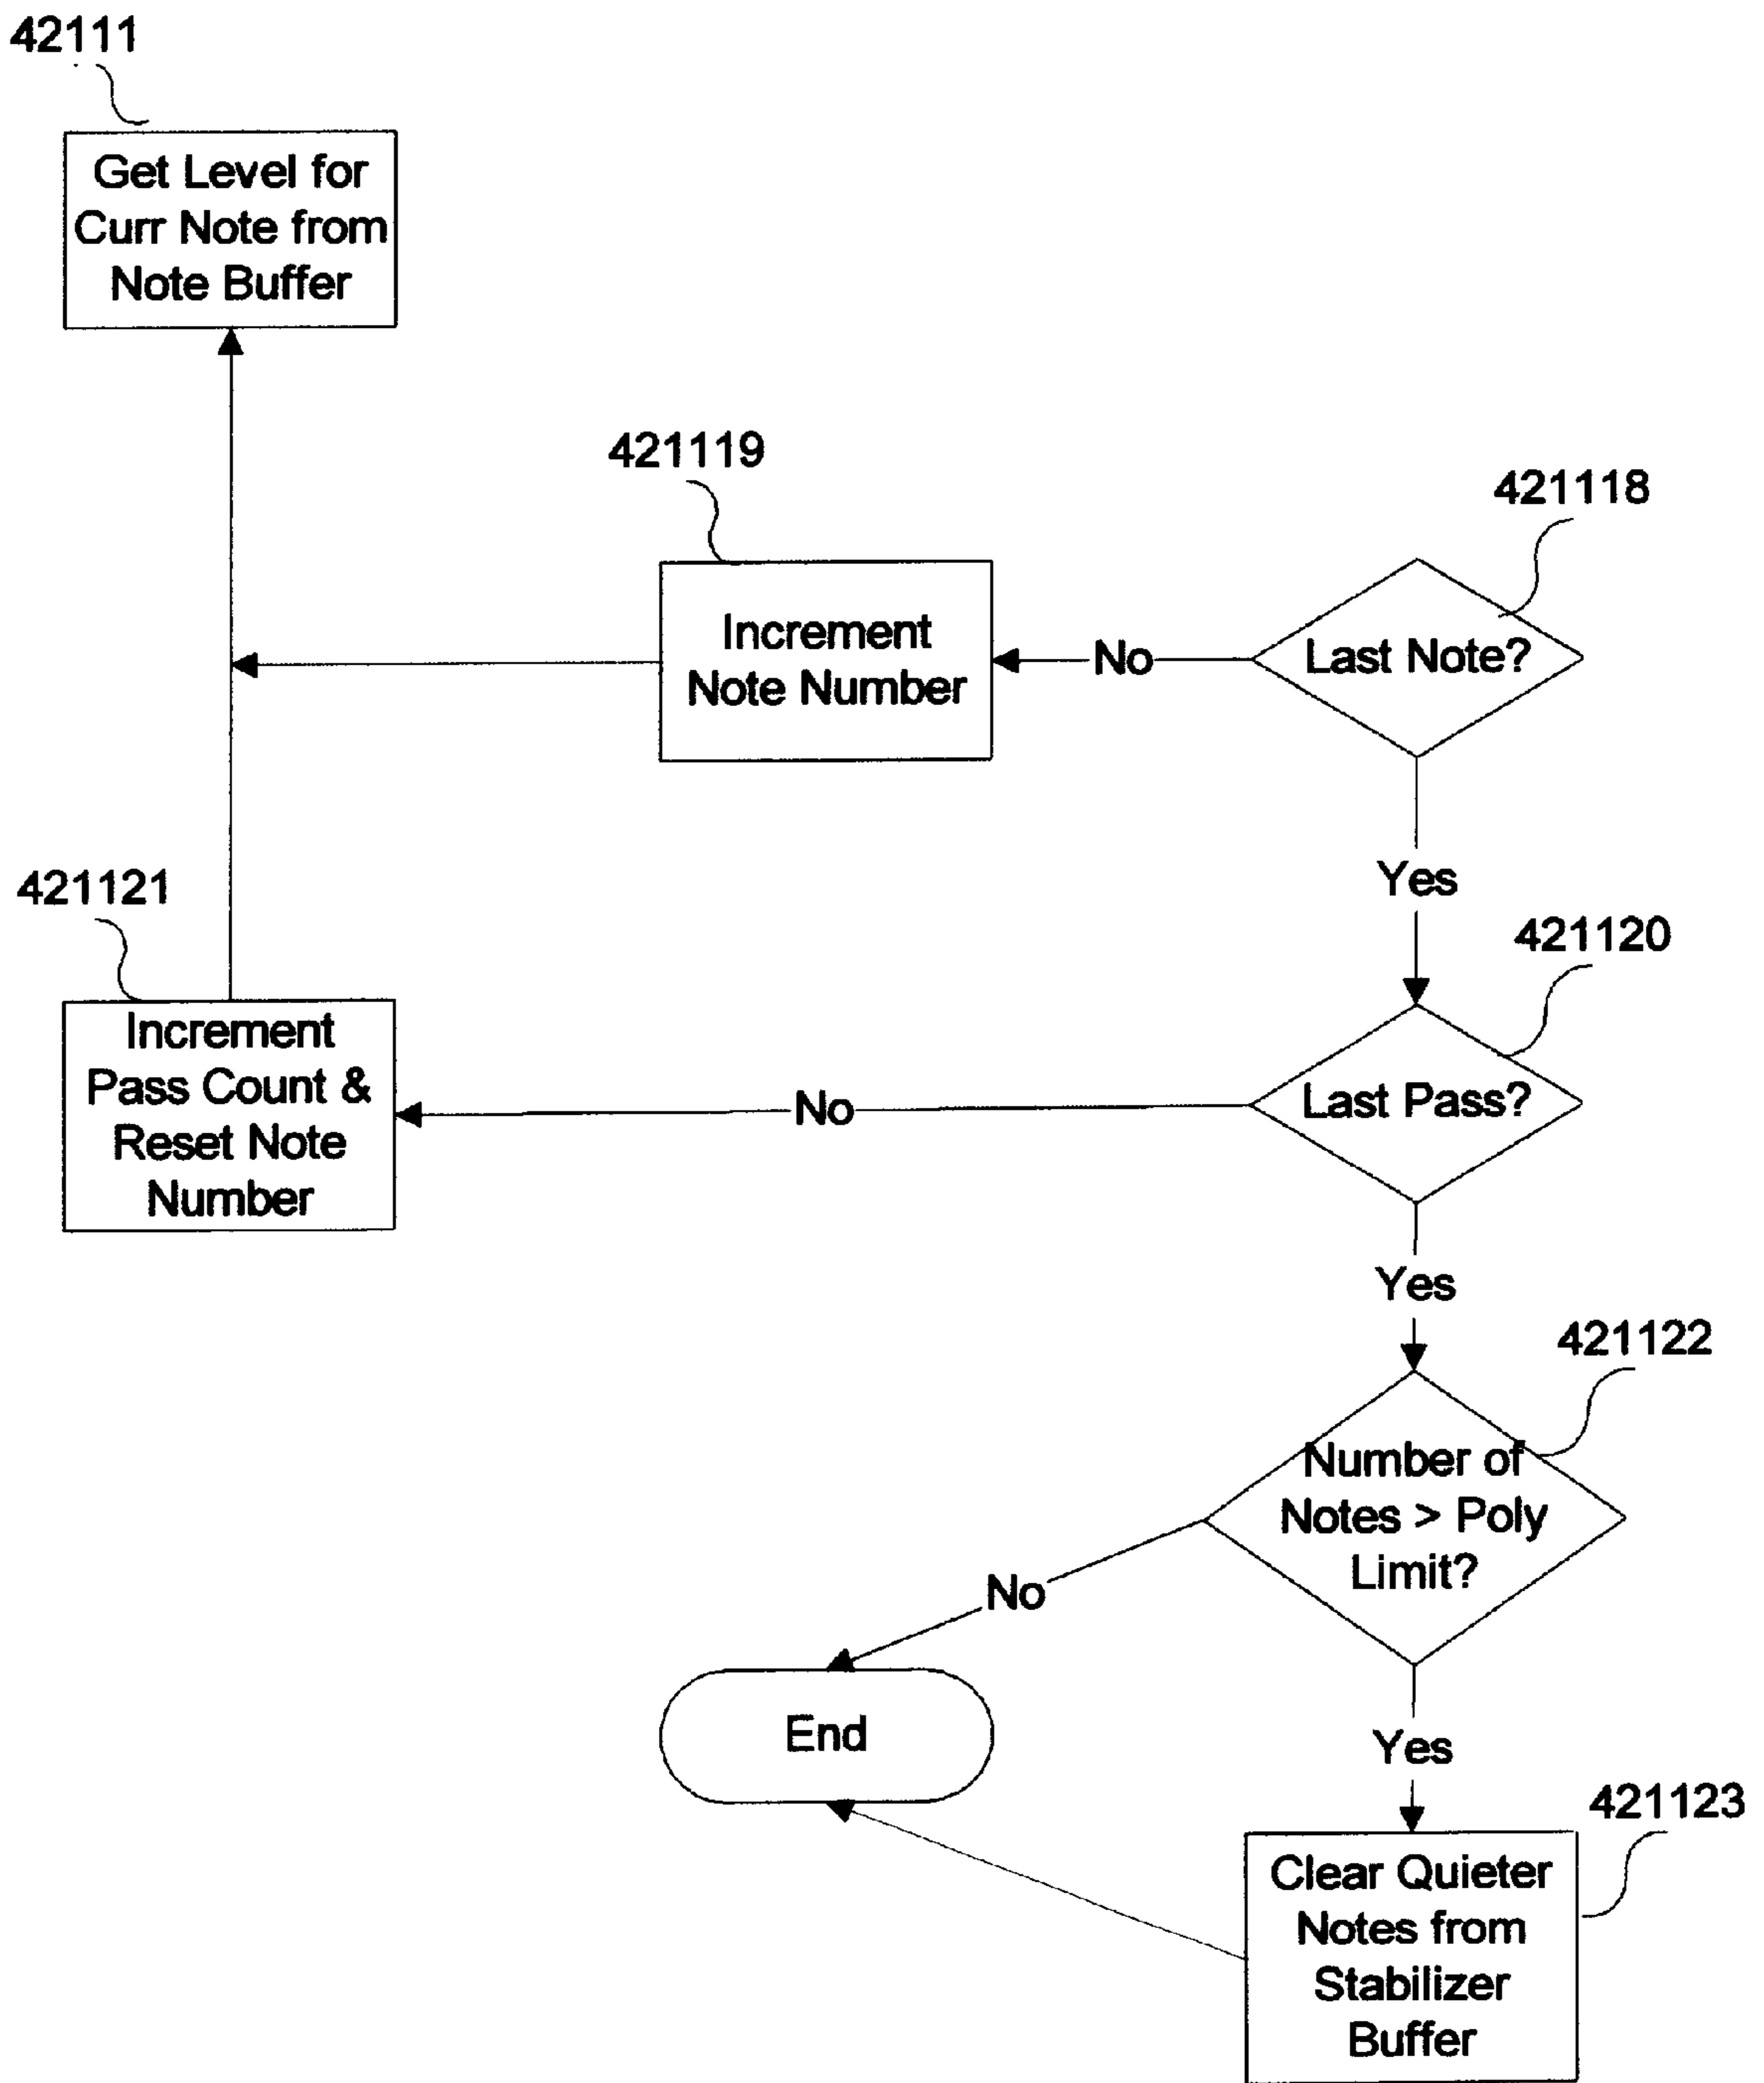 42111
Get Level for
Curr Note from
Note Buffer
421119
421118
Increment
Note Number
No
Last Note?
Yes
421121
421120
Increment
Pass Count &
Reset Note
Number
No
Last Pass?
Yes
421122
Number of
Notes > Poly
Limit?
No
End
Yes
421123
Clear Quieter
Notes from
Stabilizer
Buffer